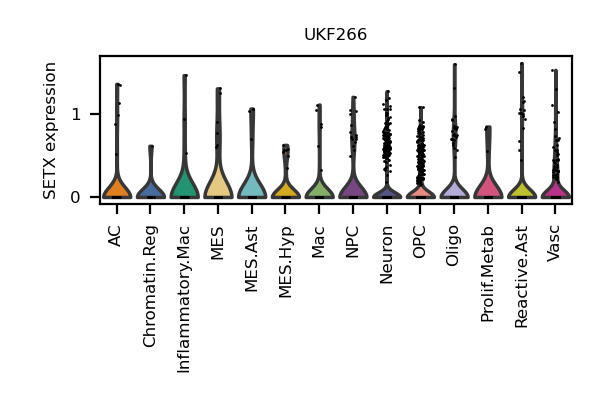 UKF266
SETX expression
1
0
AC
Chromatin.Reg
Inflammatory.Mac
MES
MES.Ast
MES.Hyp
Mac
NPC
Neuron
OPC
Oligo
Prolif.Metab
Reactive.Ast
Vasc